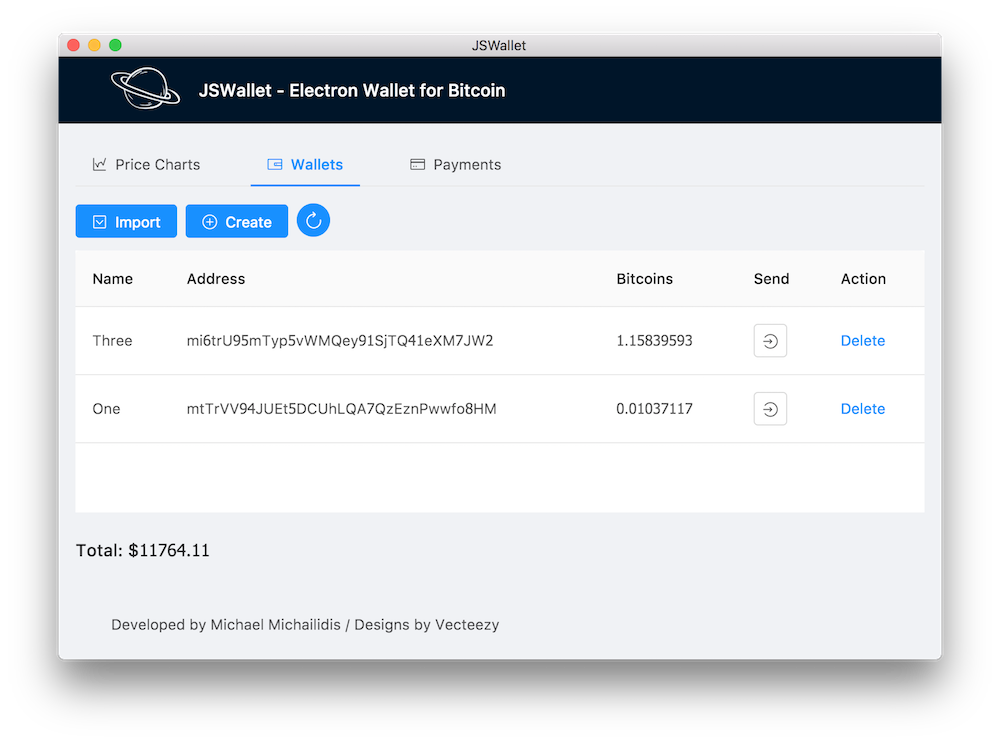 JSWallet
JSWallet - Electron Wallet for Bitcoin
Price Charts Wallets Payments
Import Create
Name Address Bitcoins Send Action
Three mi6trU95mTyp5vWMQey91SjTQ41eXM7JW2 1.15839593 Delete
One mtTrVV94JUEt5DCUhLQA7QzEznPwwfo8HM 0.01037117 Delete
Total: $11764.11
Developed by Michael Michailidis / Designs by Vecteezy